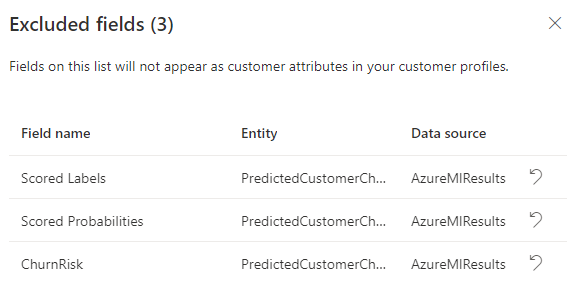 Excluded fields (3)
Fields on this list will not appear as customer attributes in your customer profiles.
Field name Entity Data source
Scored Labels PredictedCustomerCh... AzureMlResults
Scored Probabilities PredictedCustomerCh... AzureMlResults
ChurnRisk PredictedCustomerCh... AzureMlResults